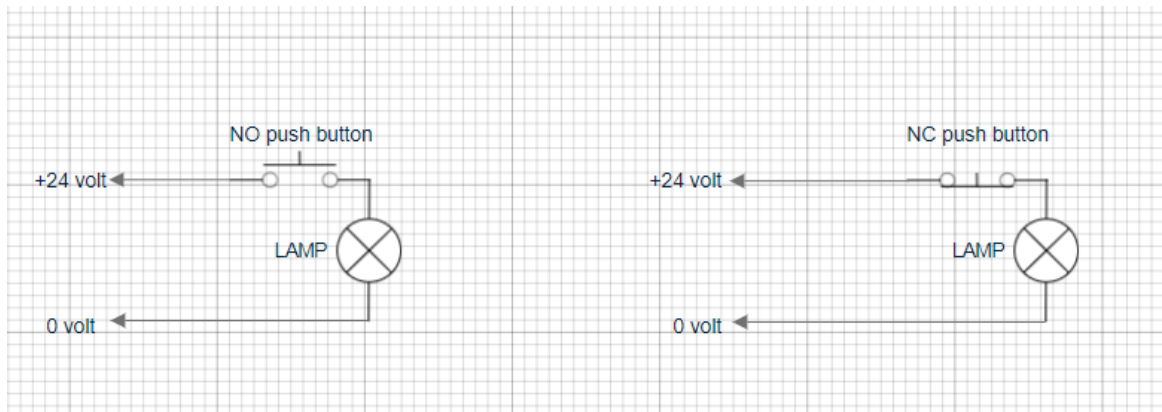 NO push button
NC push button
+24 volt
+24 volt
LAMP
LAMP
0 volt
0 volt